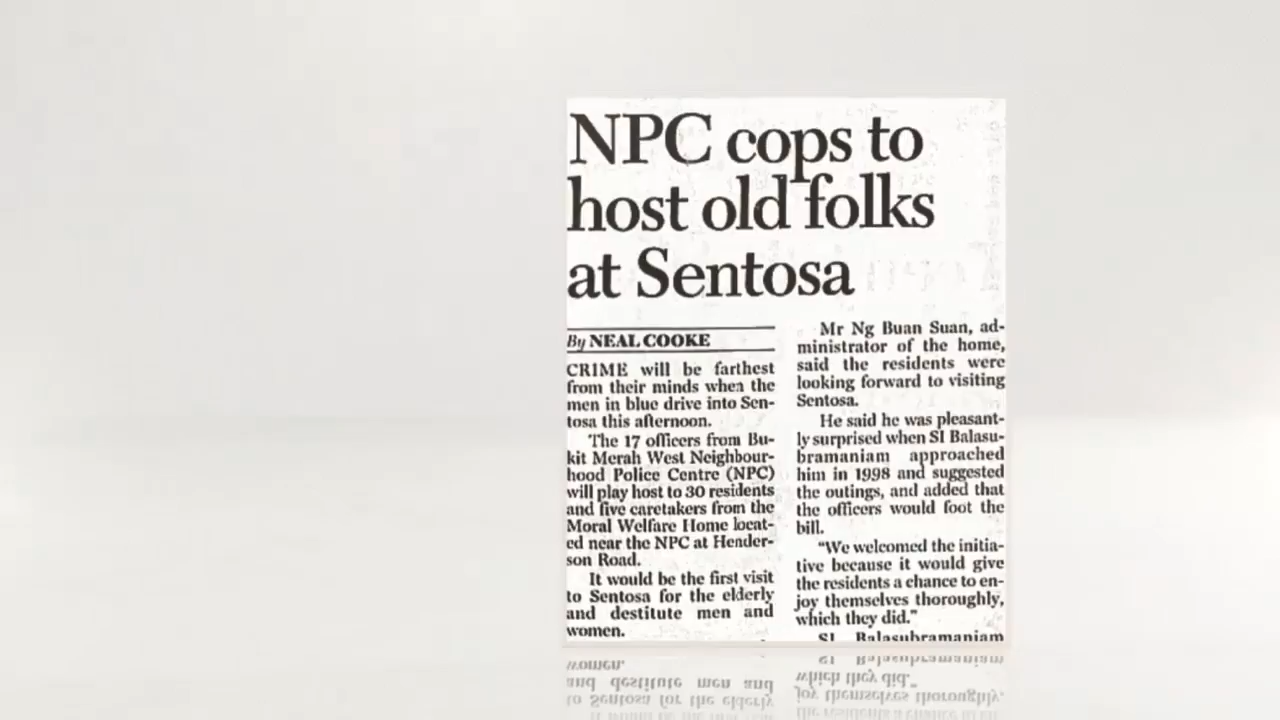 NPC cops to
host old folks
at Sentosa
By NEAL COOKE
CRIME will be farthest
from their minds when the
men in blue drive into Sen-
tosa this afternoon.
The 17 officers from Bu-
kit Merah West Neighbour-
hood Police Centre (NPC)
will play host to 30 residents
and five caretakers from the
Moral Welfare Home locat-
ed near the NPC at Hender-
son Road.
It would be the first visit
to Sentosa for the elderly
and destitute men and
women.
Mr Ng Buan Suan, ad-
ministrator of the home,
said the residents were
looking forward to visiting
Sentosa.
He said he was pleasant-
ly surprised when SI Balasu-
bramaniam approached
him in 1998 and suggested
the outings, and added that
the officers would foot the
bill.
"We welcomed the initia-
tive because it would give
the residents a chance to en-
joy themselves thoroughly,
which they did."
SI Balasubramaniam